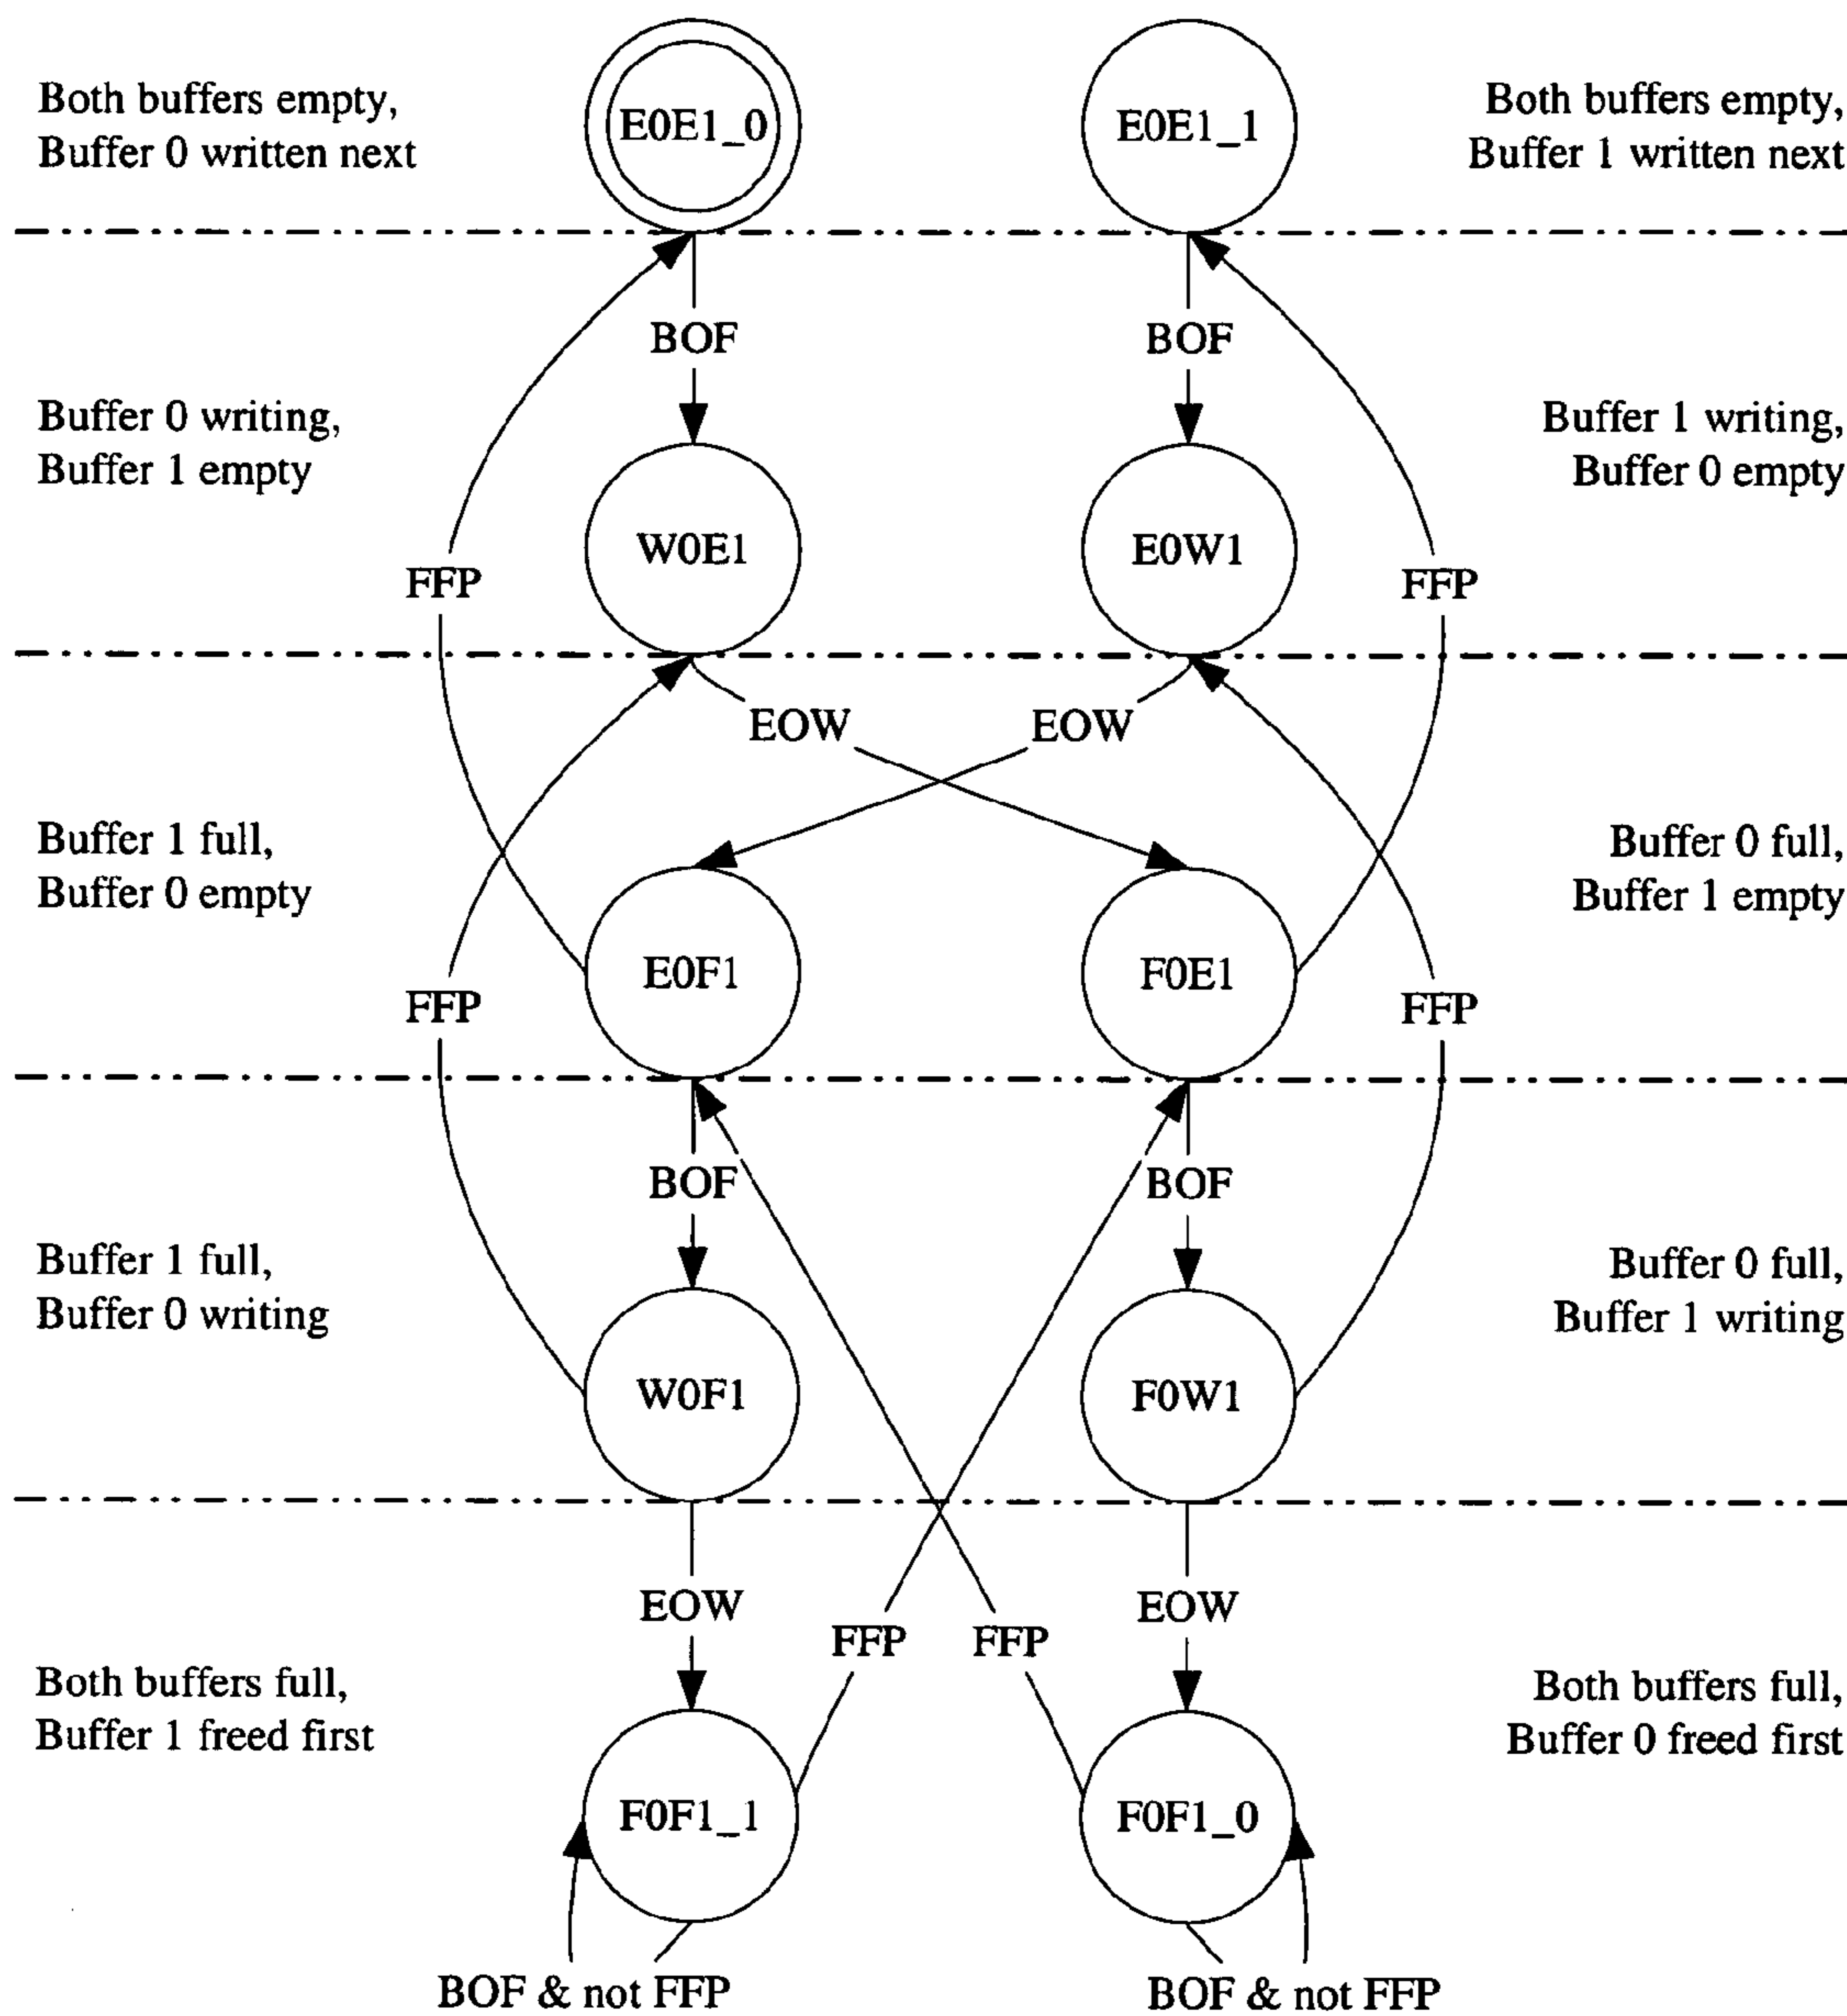 Both buffers empty,
Buffer 0 written next
E0E1_0
E0E1_1
Both buffers empty,
Buffer 1 written next
BOF
BOF
Buffer 0 writing,
Buffer 1 empty
W0E1
E0W1
Buffer 1 writing,
Buffer 0 empty
FFP
FFP
EOW
EOW
Buffer 1 full,
Buffer 0 empty
E0F1
F0E1
Buffer 0 full,
Buffer 1 empty
FFP
FFP
BOF
BOF
Buffer 1 full,
Buffer 0 writing
W0F1
F0W1
Buffer 0 full,
Buffer 1 writing
EOW
FFP
FFP
EOW
Both buffers full,
Buffer 1 freed first
F0F1_1
F0F1_0
Both buffers full,
Buffer 0 freed first
BOF & not FFP
BOF & not FFP